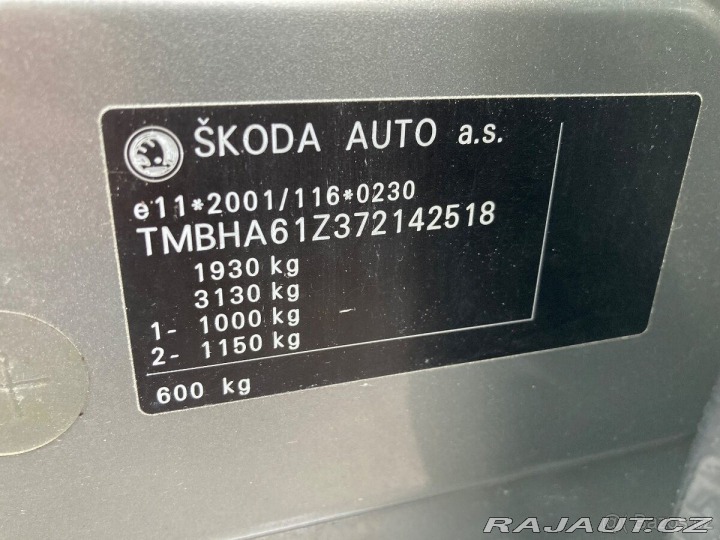 ŠKODA AUTO a.s.
e11*2001/116*0230
TMBHA61Z372142518
1930 kg
3130 kg
1- 1000 kg
2- 1150 kg
600 kg
RAJAUT.CZ